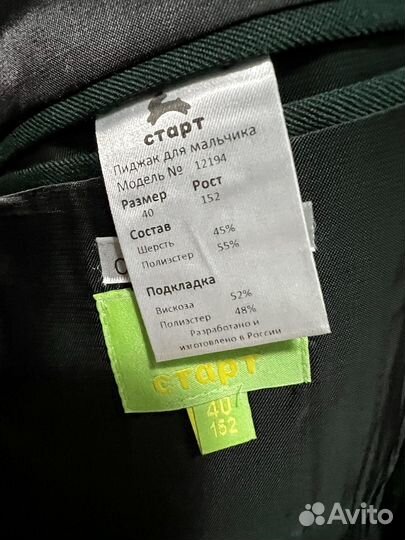 старт
Пиджак для мальчика
Модель № 12194
Размер Рост
40 152
Состав
Шерсть 45%
Полиэстер 55%
Подкладка
Вискоза 52%
Полиэстер 48%
Разработано и
изготовлено в России
старт
40
152
Avito